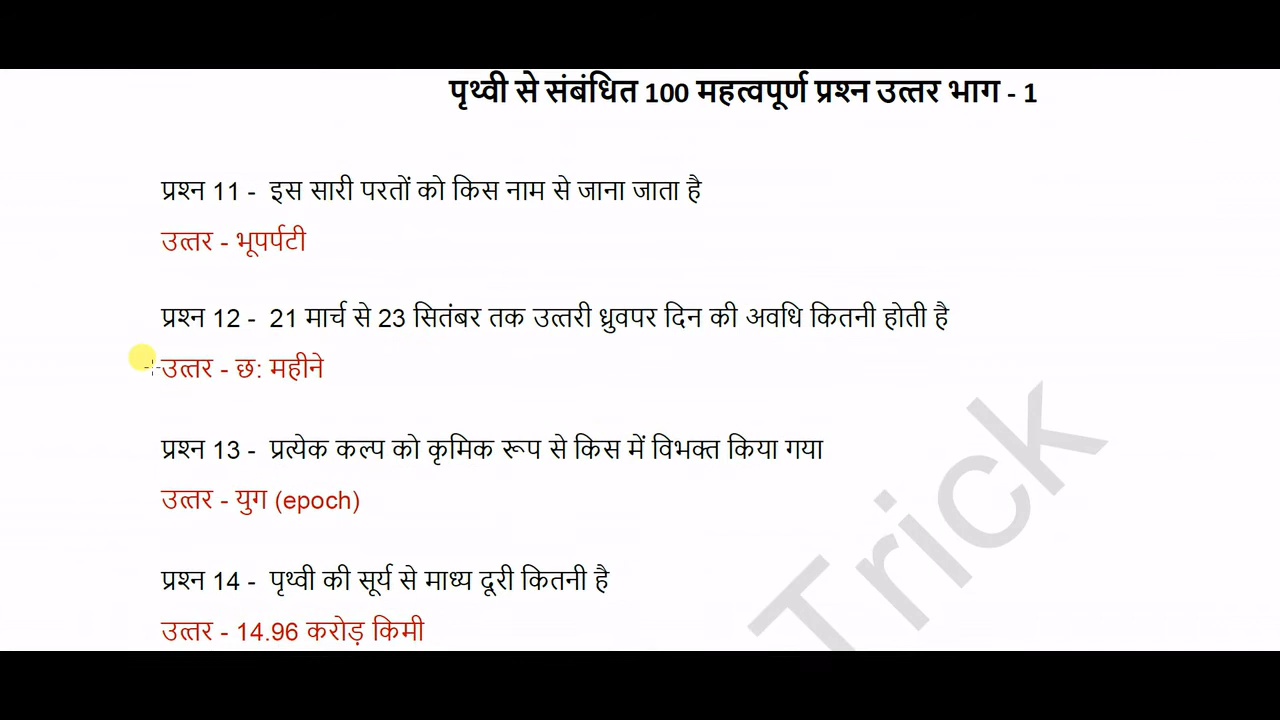 पृथ्वी से संबंधित 100 महत्वपूर्ण प्रश्न उत्तर भाग - 1
प्रश्न 11 - इस सारी परतों को किस नाम से जाना जाता है
उत्तर - भूपर्पटी
प्रश्न 12 - 21 मार्च से 23 सितंबर तक उत्तरी ध्रुवपर दिन की अवधि कितनी होती है
उत्तर - छ: महीने
प्रश्न 13 - प्रत्येक कल्प को कृमिक रूप से किस में विभक्त किया गया
उत्तर - युग (epoch)
प्रश्न 14 - पृथ्वी की सूर्य से माध्य दूरी कितनी है
उत्तर - 14.96 करोड़ किमी
Trick